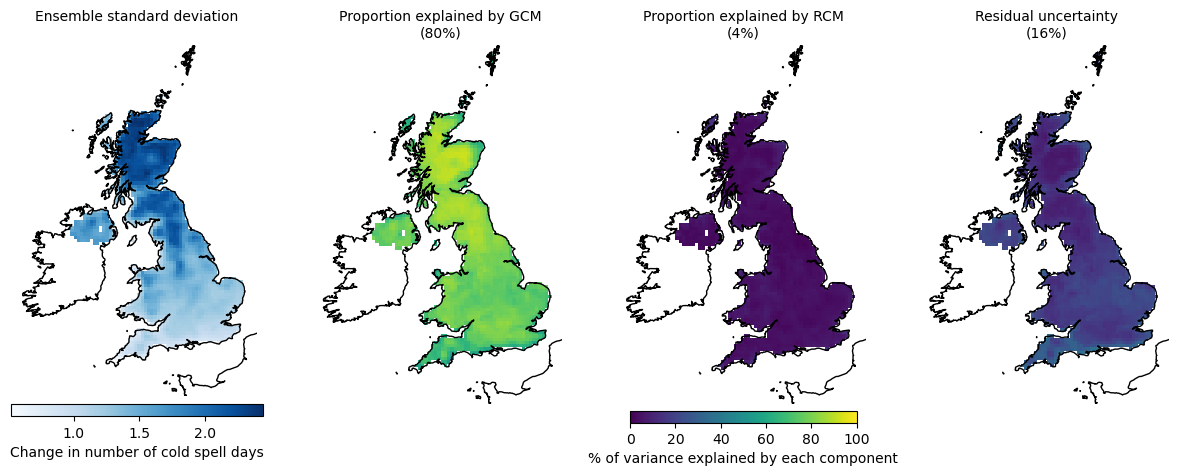 Ensemble standard deviation
Proportion explained by GCM
(80%)
Proportion explained by RCM
(4%)
Residual uncertainty
(16%)
1.0 1.5 2.0
Change in number of cold spell days
0 20 40 60 80 100
% of variance explained by each component